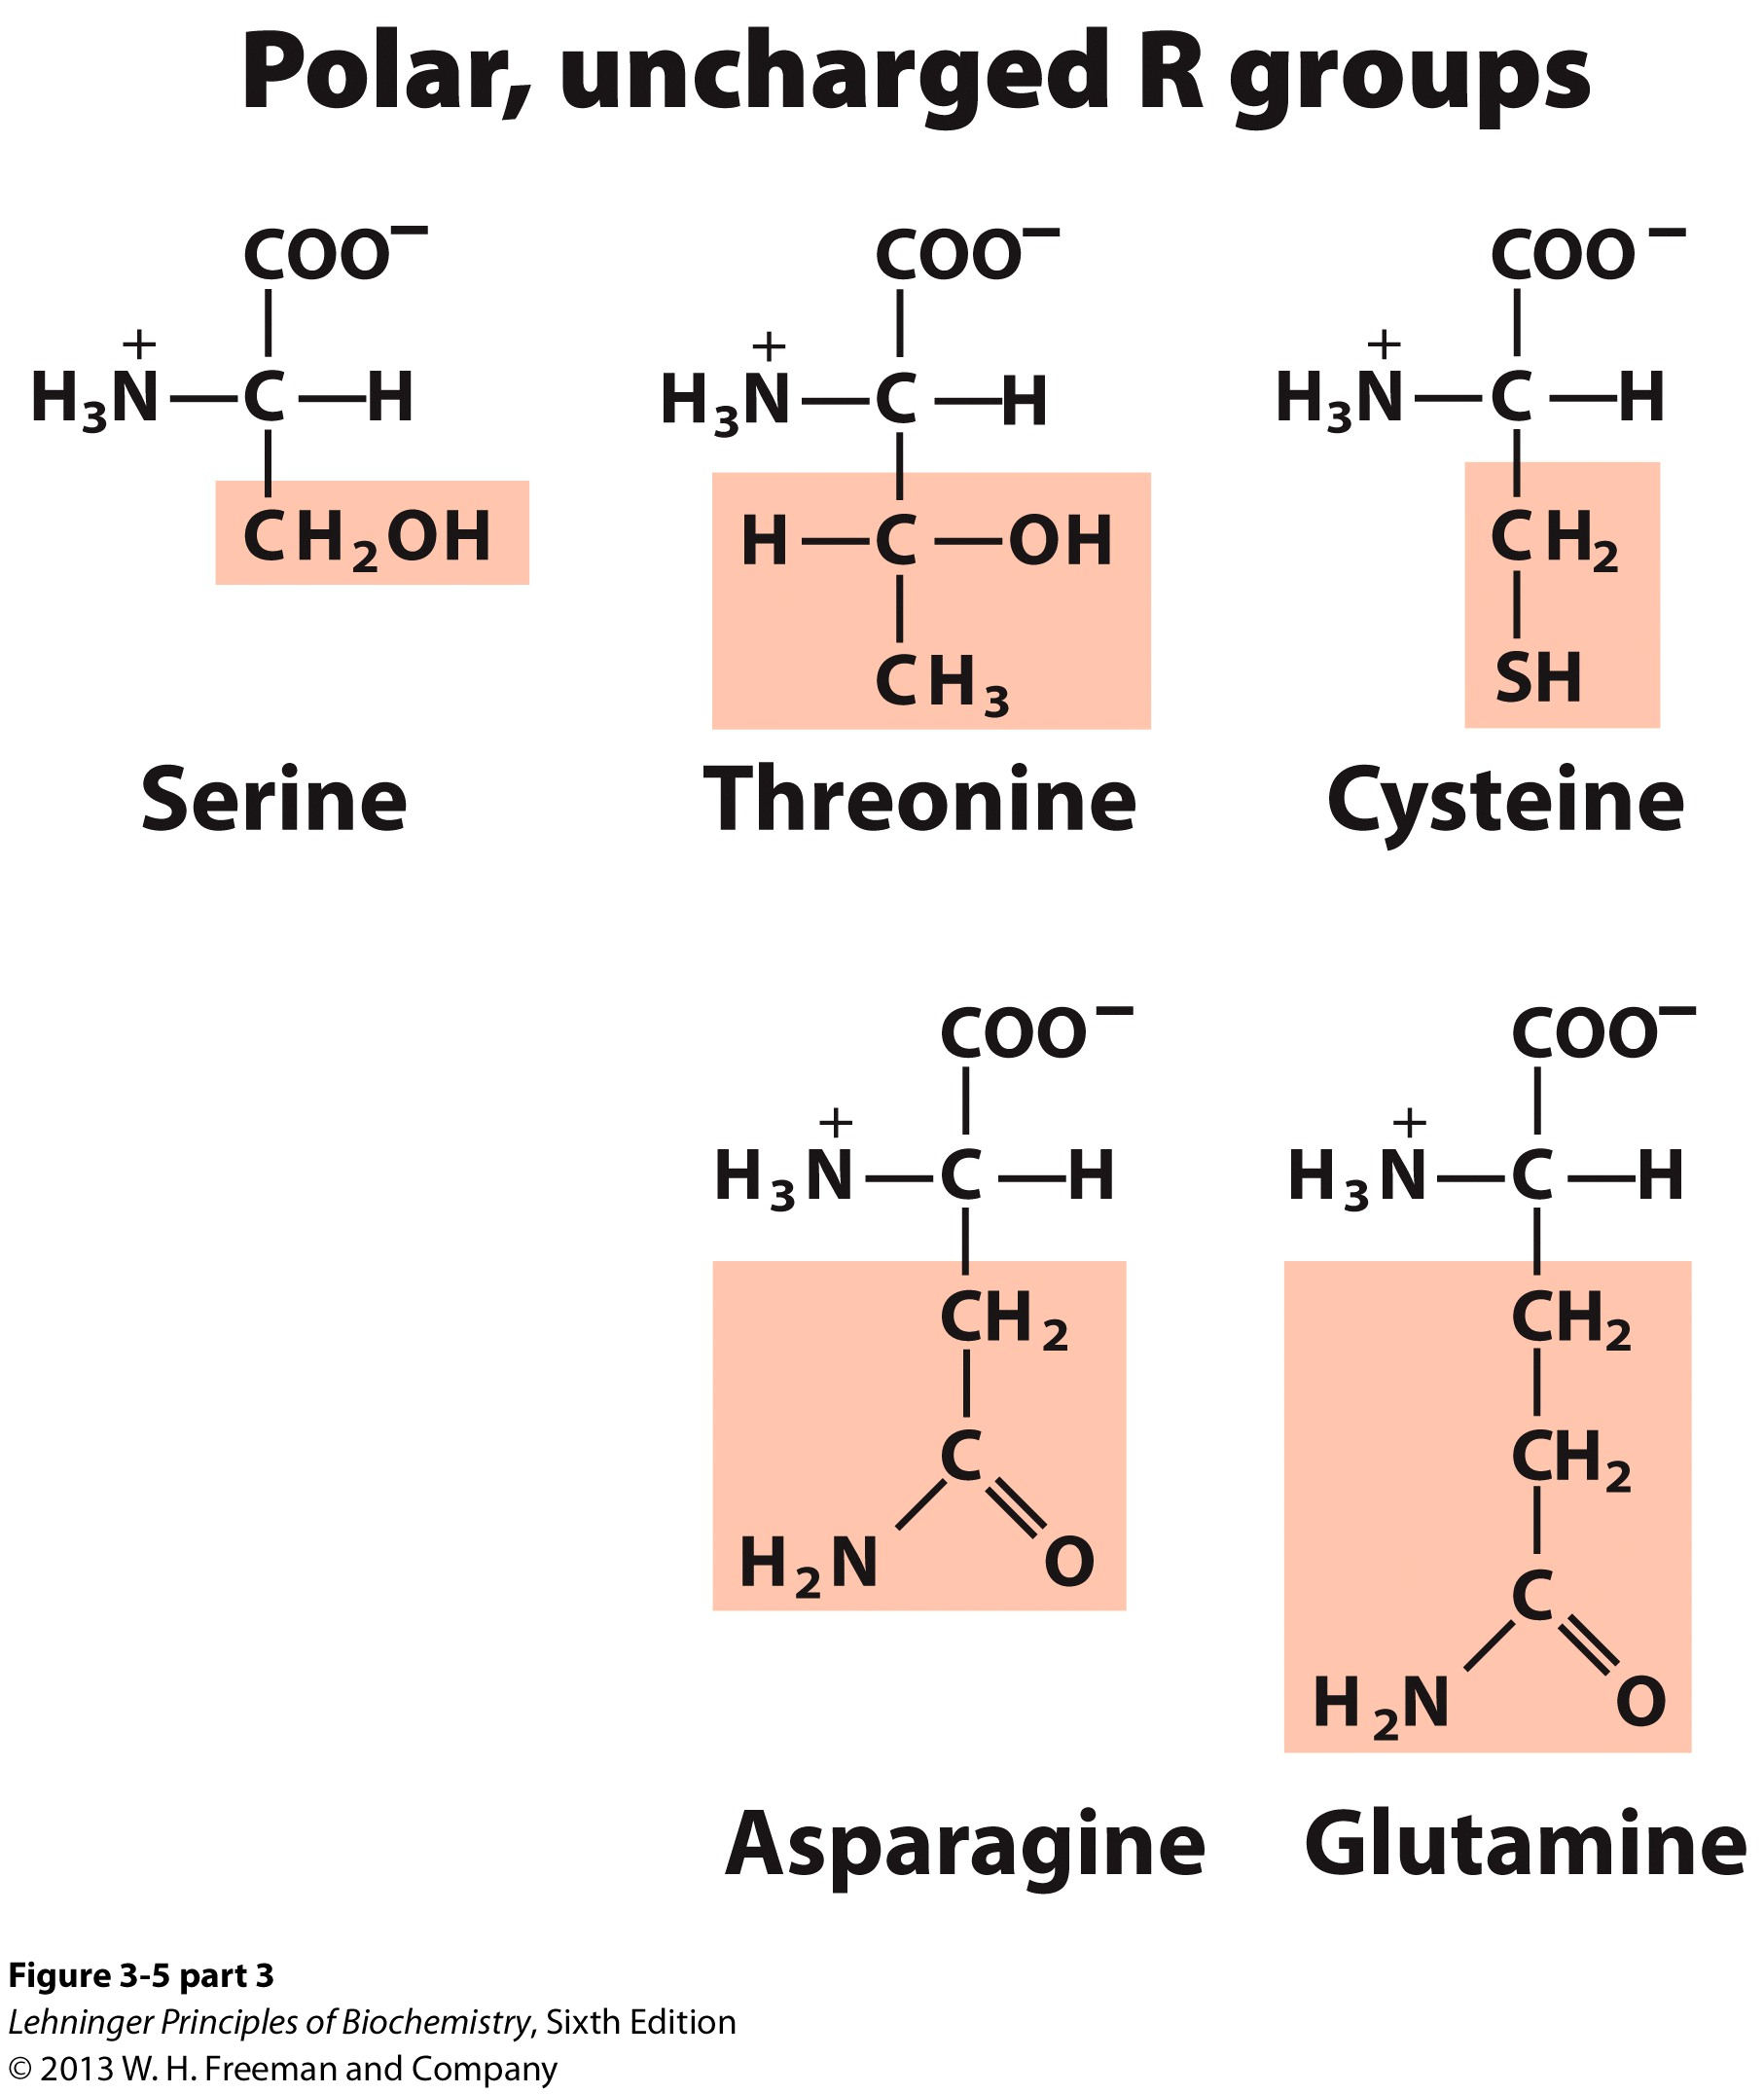 Polar, uncharged R groups
COO− COO− COO−
+ + +
H3N—C—H H3N—C—H H3N—C—H
CH2OH H—C—OH CH2
CH3 SH
Serine Threonine Cysteine
COO− COO−
+ +
H3N—C—H H3N—C—H
CH2 CH2
C CH2
H2N O C
H2N O
Asparagine Glutamine
Figure 3-5 part 3
Lehninger Principles of Biochemistry, Sixth Edition
© 2013 W. H. Freeman and Company